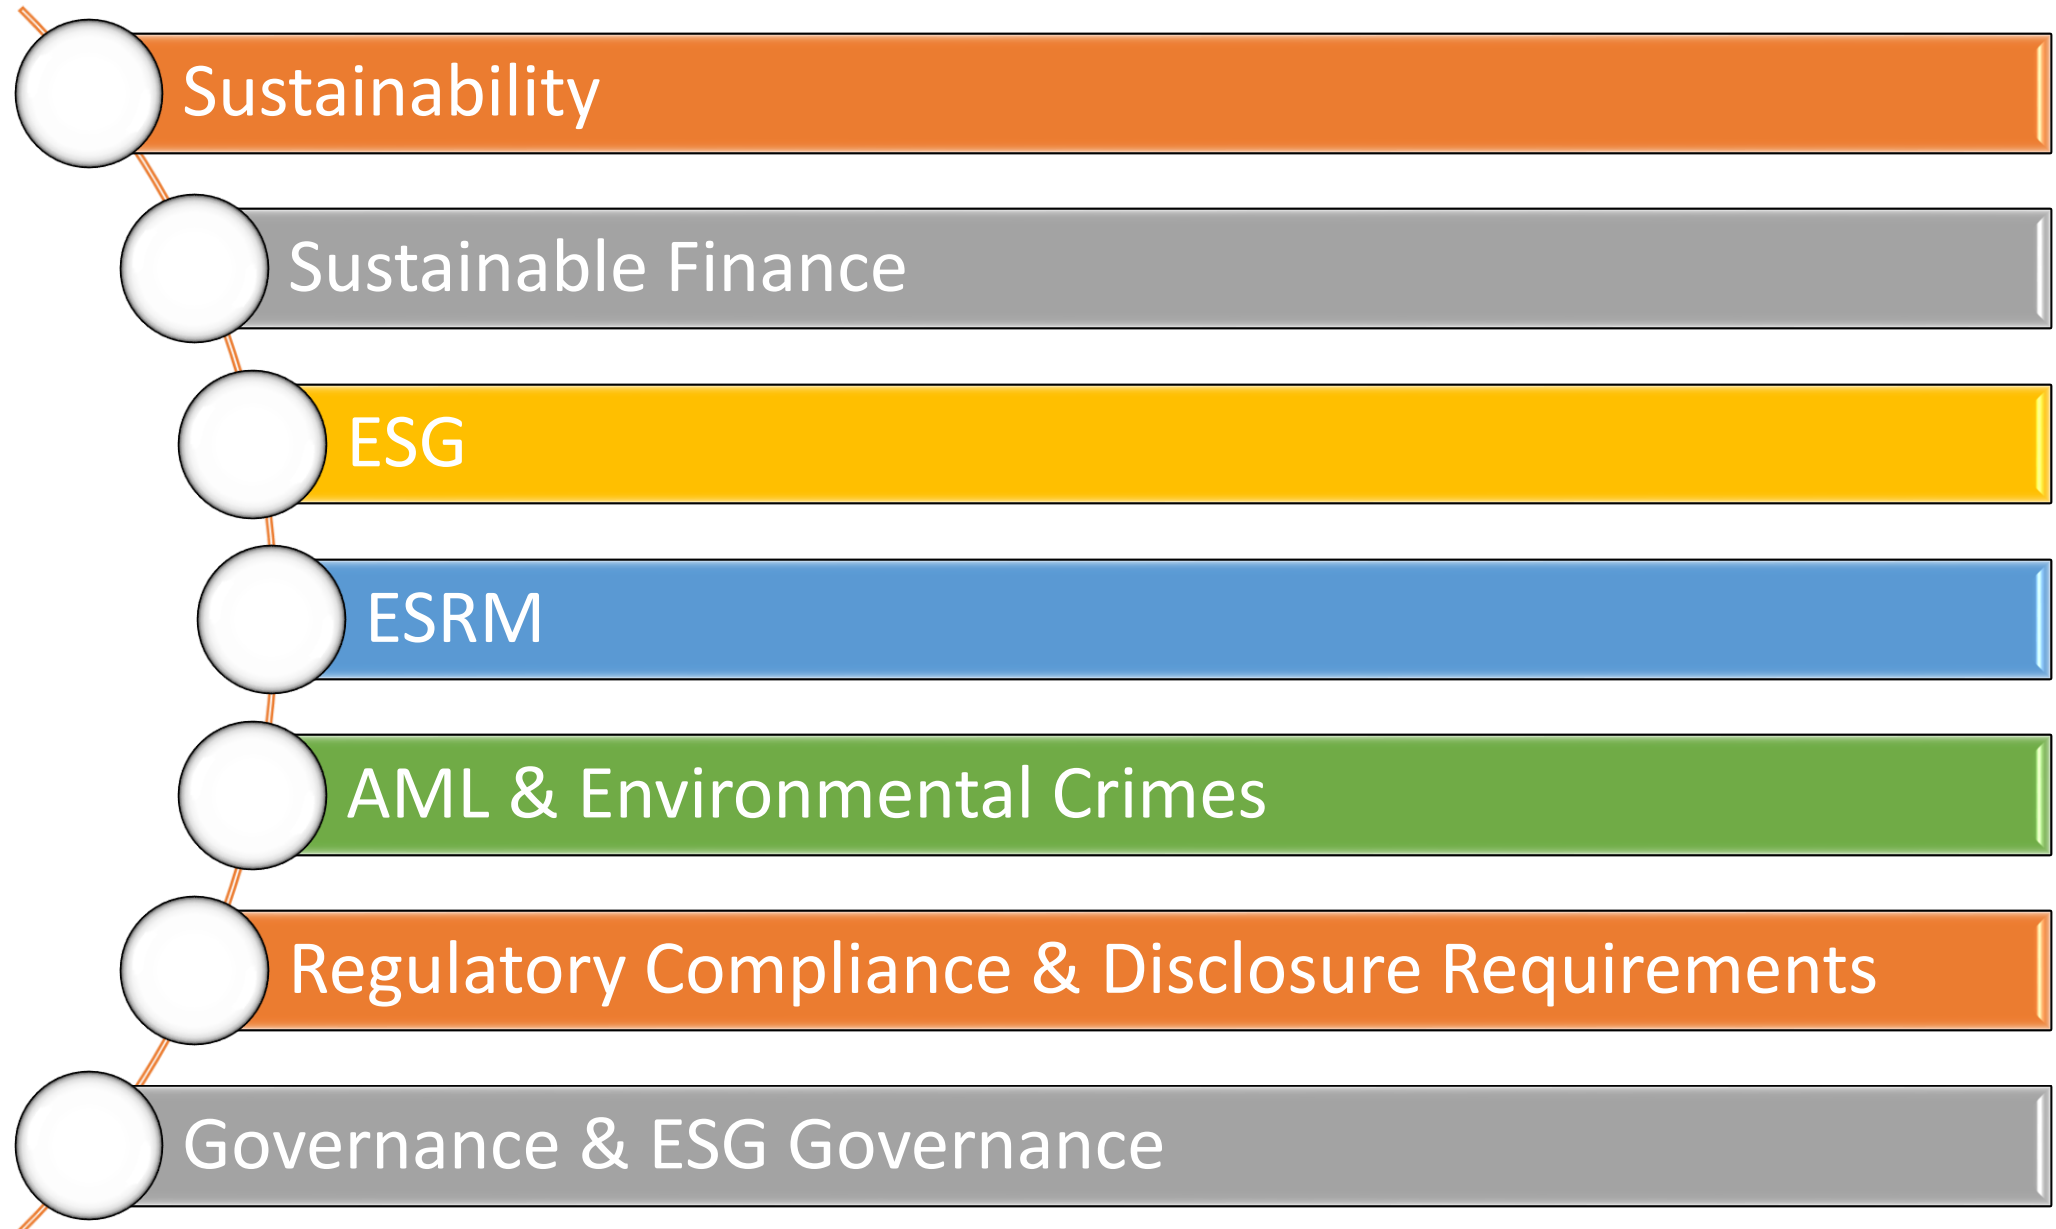 Sustainability
Sustainable Finance
ESG
ESRM
AML & Environmental Crimes
Regulatory Compliance & Disclosure Requirements
Governance & ESG Governance